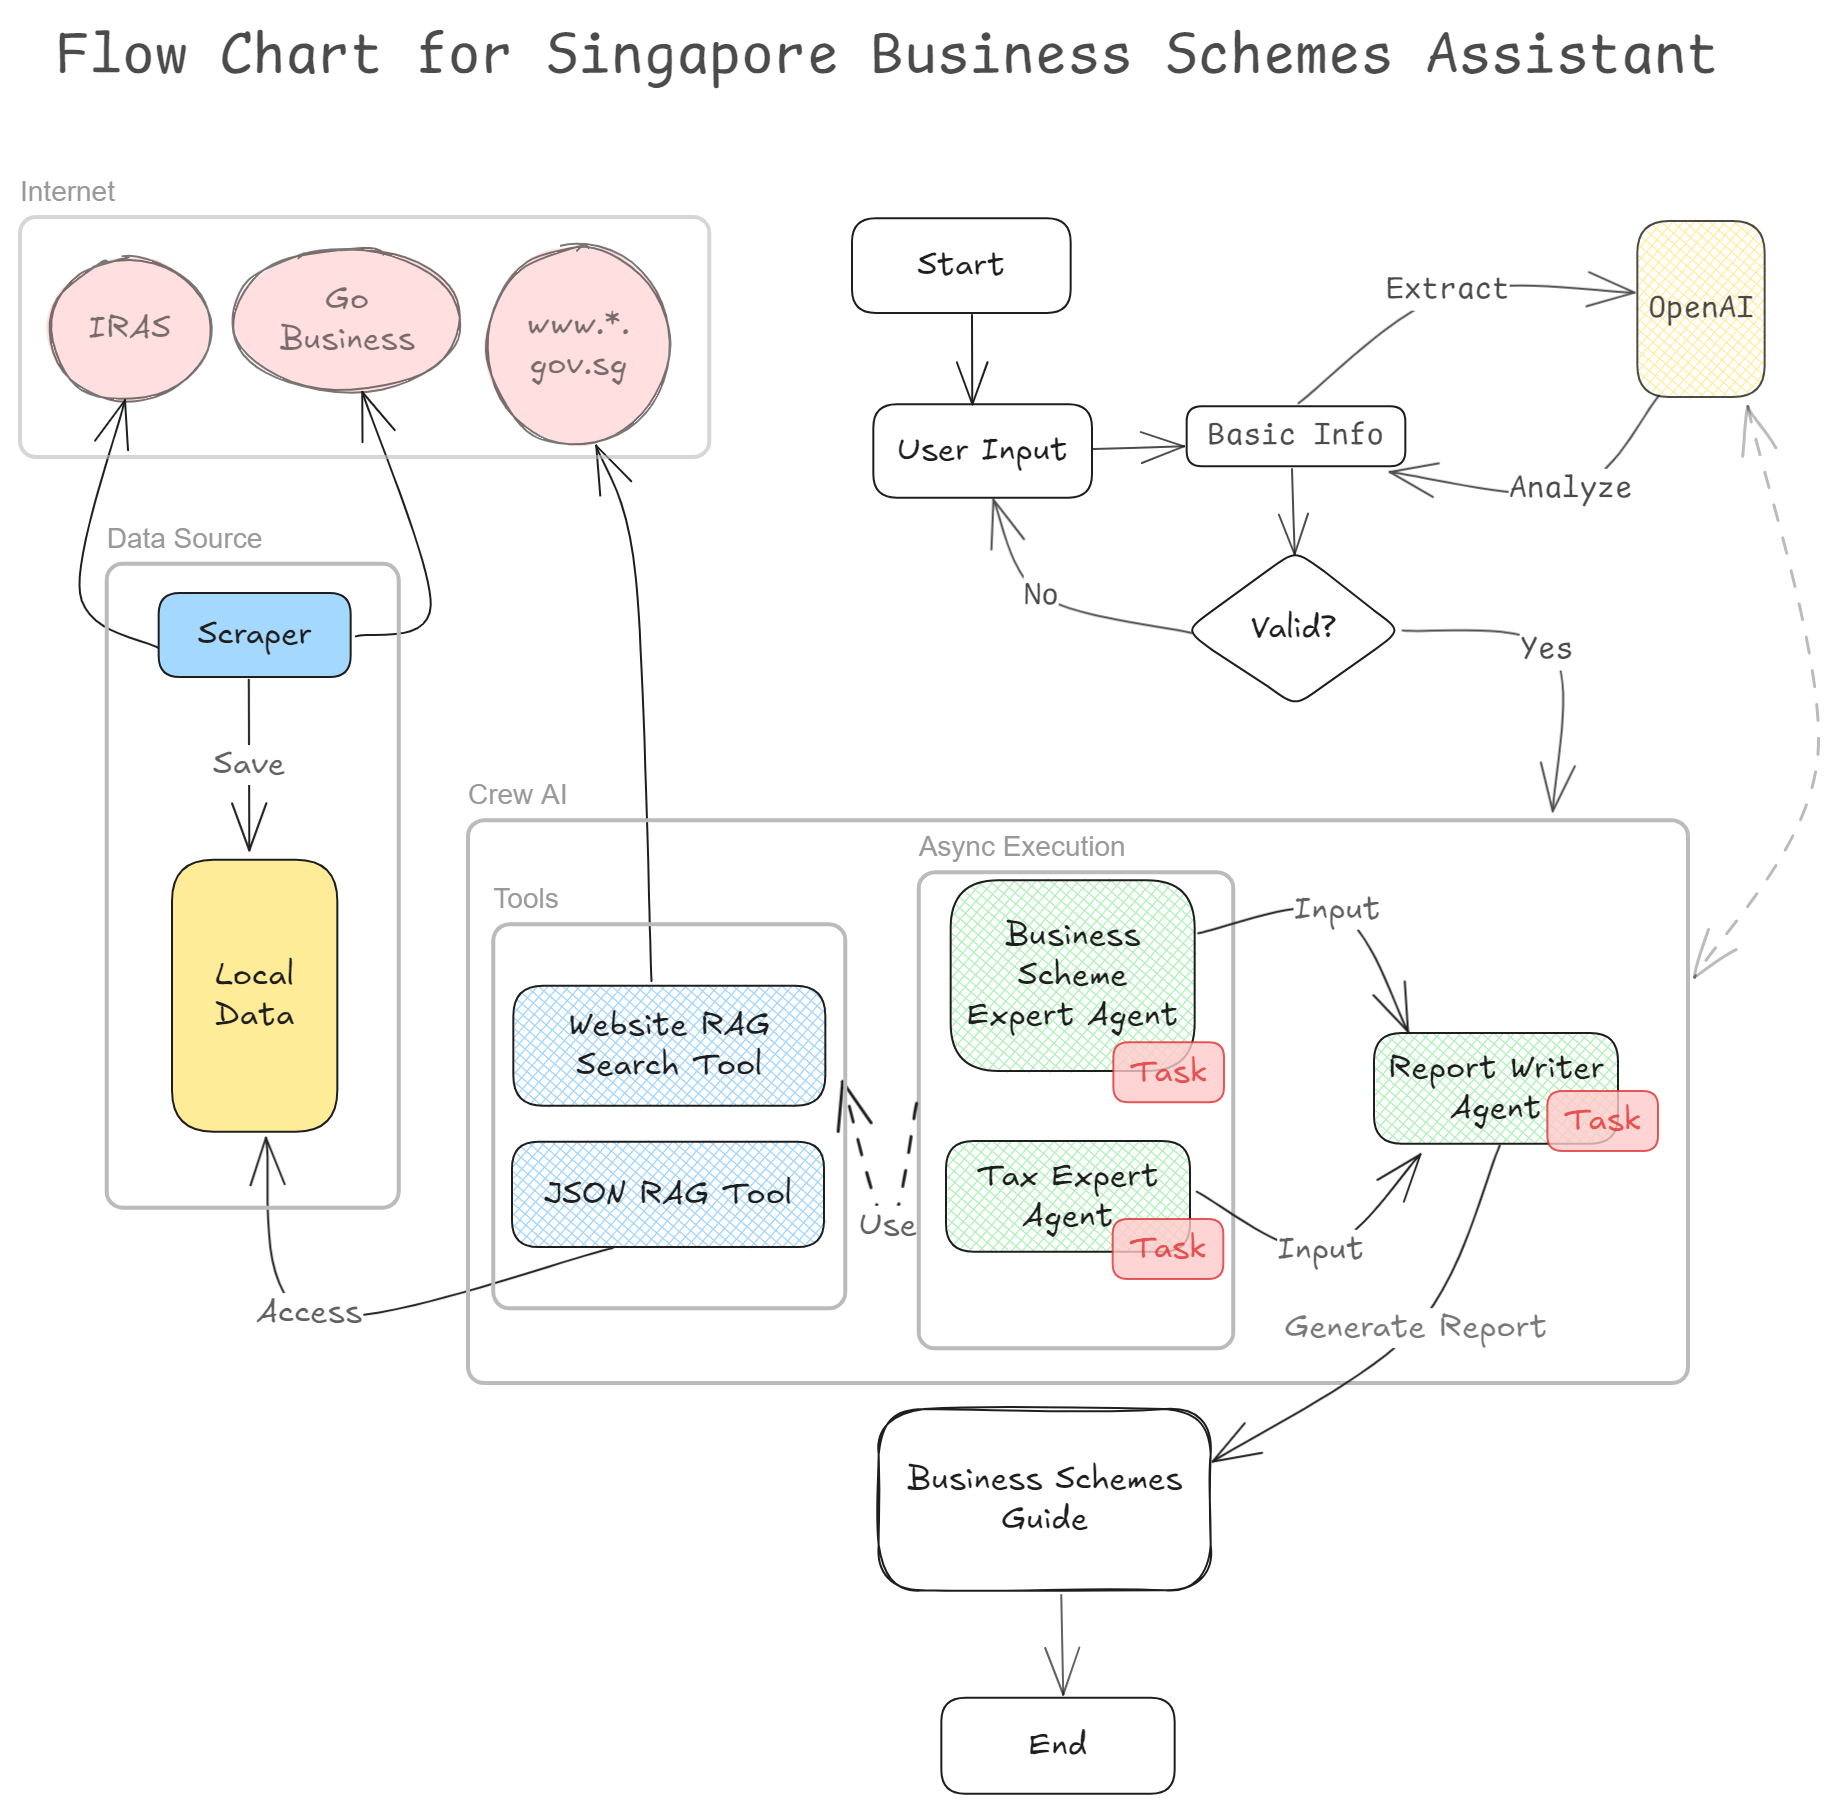 Flow Chart for Singapore Business Schemes Assistant
Internet
IRAS
Go
Business
www.*.
gov.sg
Start
Extract
OpenAI
User Input
Basic Info
Analyze
Data Source
Scraper
No
Valid?
Yes
Save
Crew AI
Async Execution
Tools
Local
Data
Website RAG
Search Tool
JSON RAG Tool
Use
Business
Scheme
Expert Agent
Task
Input
Report Writer
Agent
Task
Tax Expert
Agent
Task
Input
Access
Generate Report
Business Schemes
Guide
End